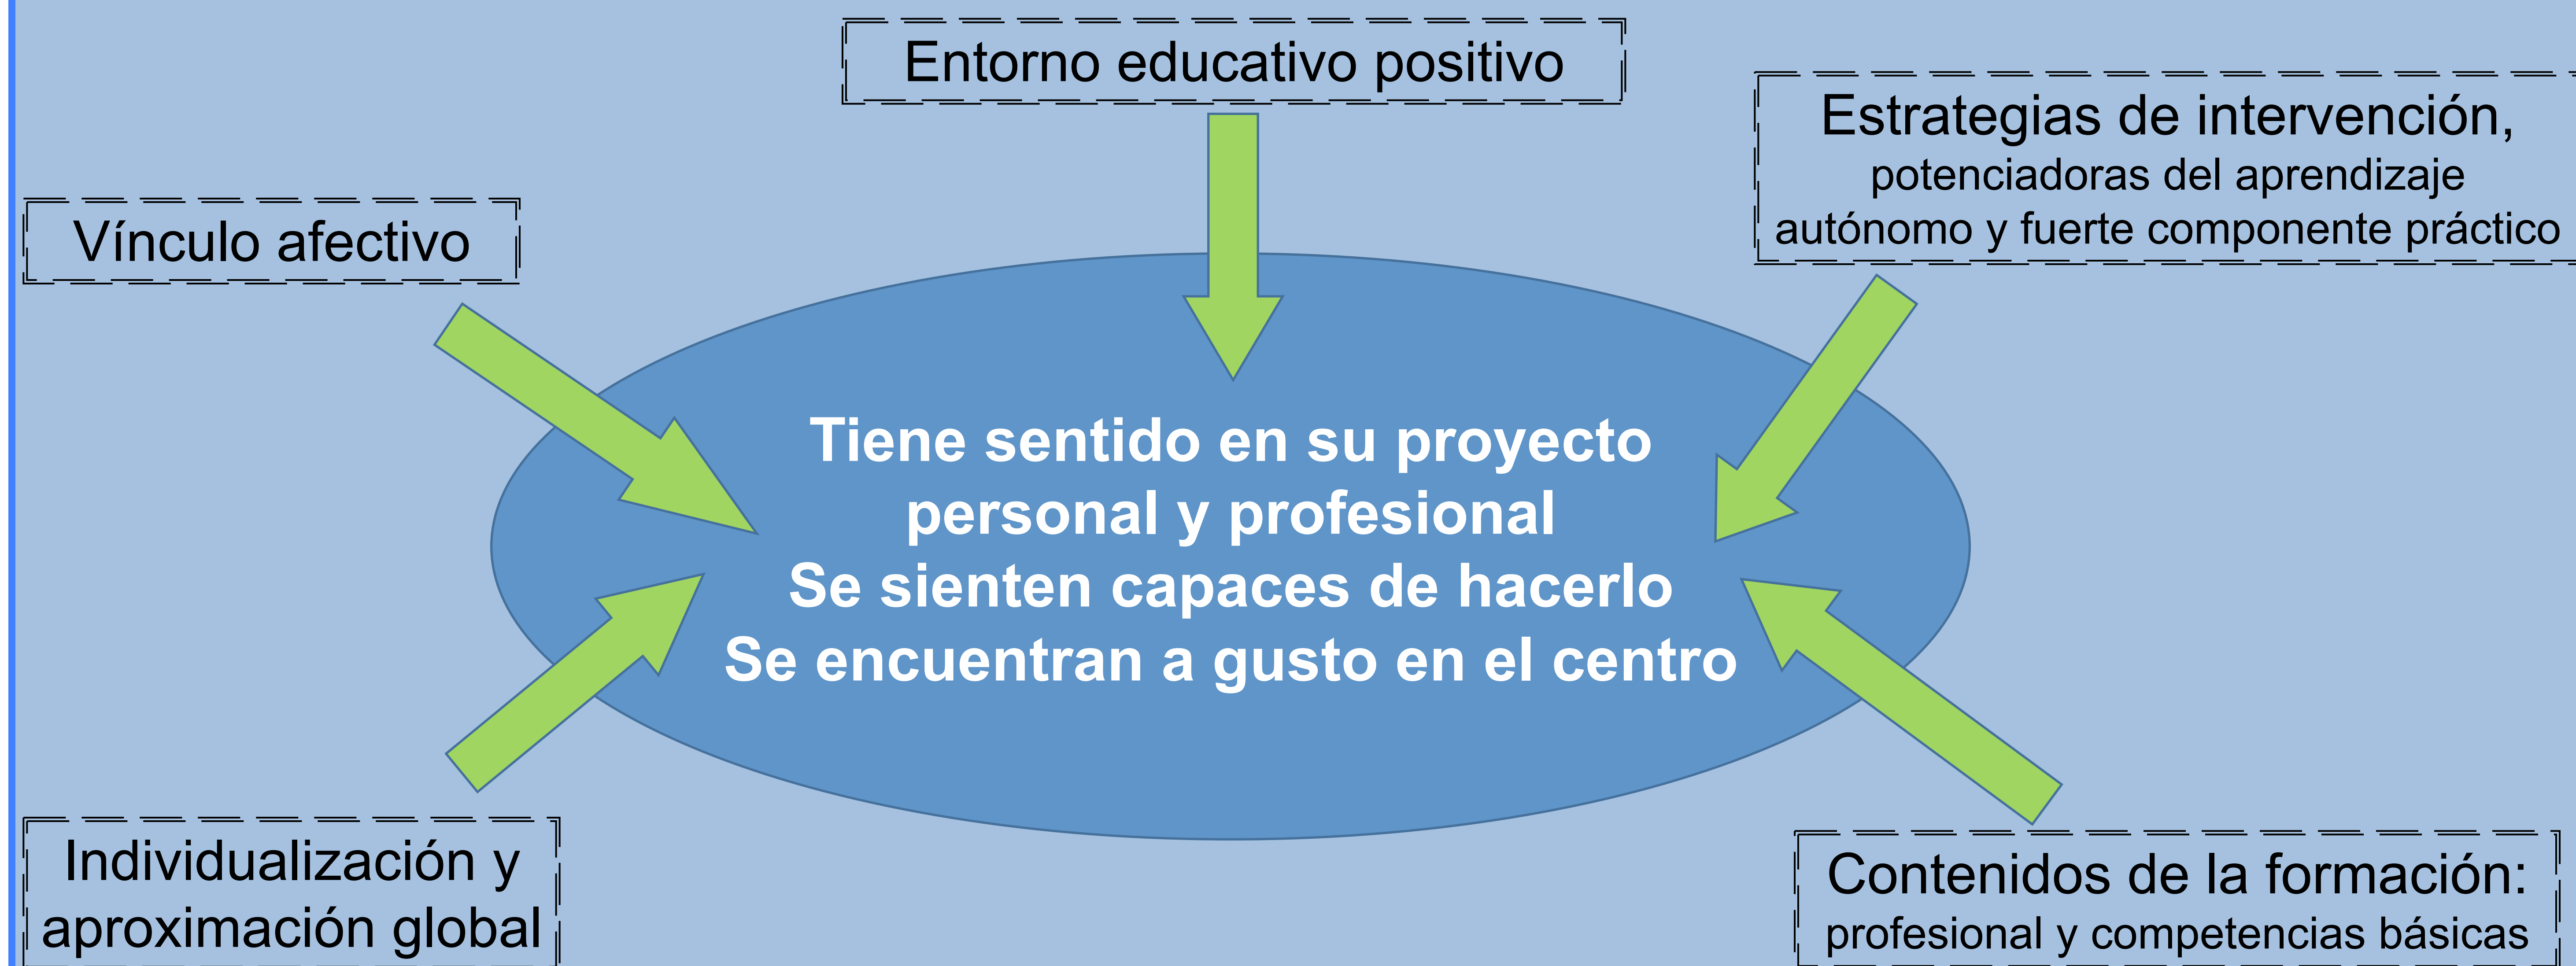 Entorno educativo positivo
Estrategias de intervención,
potenciadoras del aprendizaje
autónomo y fuerte componente práctico
Vínculo afectivo
Tiene sentido en su proyecto
personal y profesional
Se sienten capaces de hacerlo
Se encuentran a gusto en el centro
Individualización y
aproximación global
Contenidos de la formación:
profesional y competencias básicas